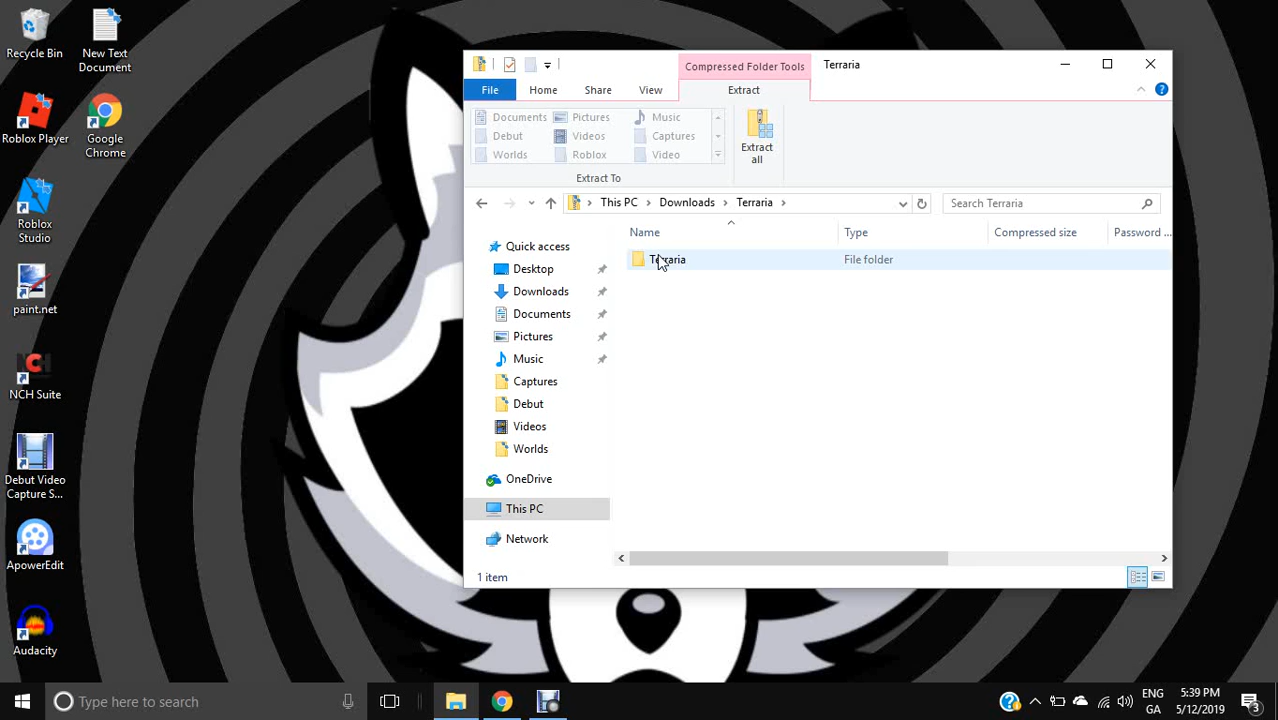 Recycle Bin
New Text
Document
Roblox Player
Google
Chrome
Roblox
Studio
paint.net
NCH Suite
Debut Video
Capture S...
ApowerEdit
Audacity
Compressed Folder Tools
Terraria
File
Home
Share
View
Extract
Documents
Pictures
Music
Debut
Videos
Captures
Worlds
Roblox
Video
Extract
all
Extract To
This PC
Downloads
Terraria
Search Terraria
Name
Type
Compressed size
Password ...
Terraria
File folder
Quick access
Desktop
Downloads
Documents
Pictures
Music
Captures
Debut
Videos
Worlds
OneDrive
This PC
Network
1 item
Type here to search
ENG
GA
5:39 PM
5/12/2019
3